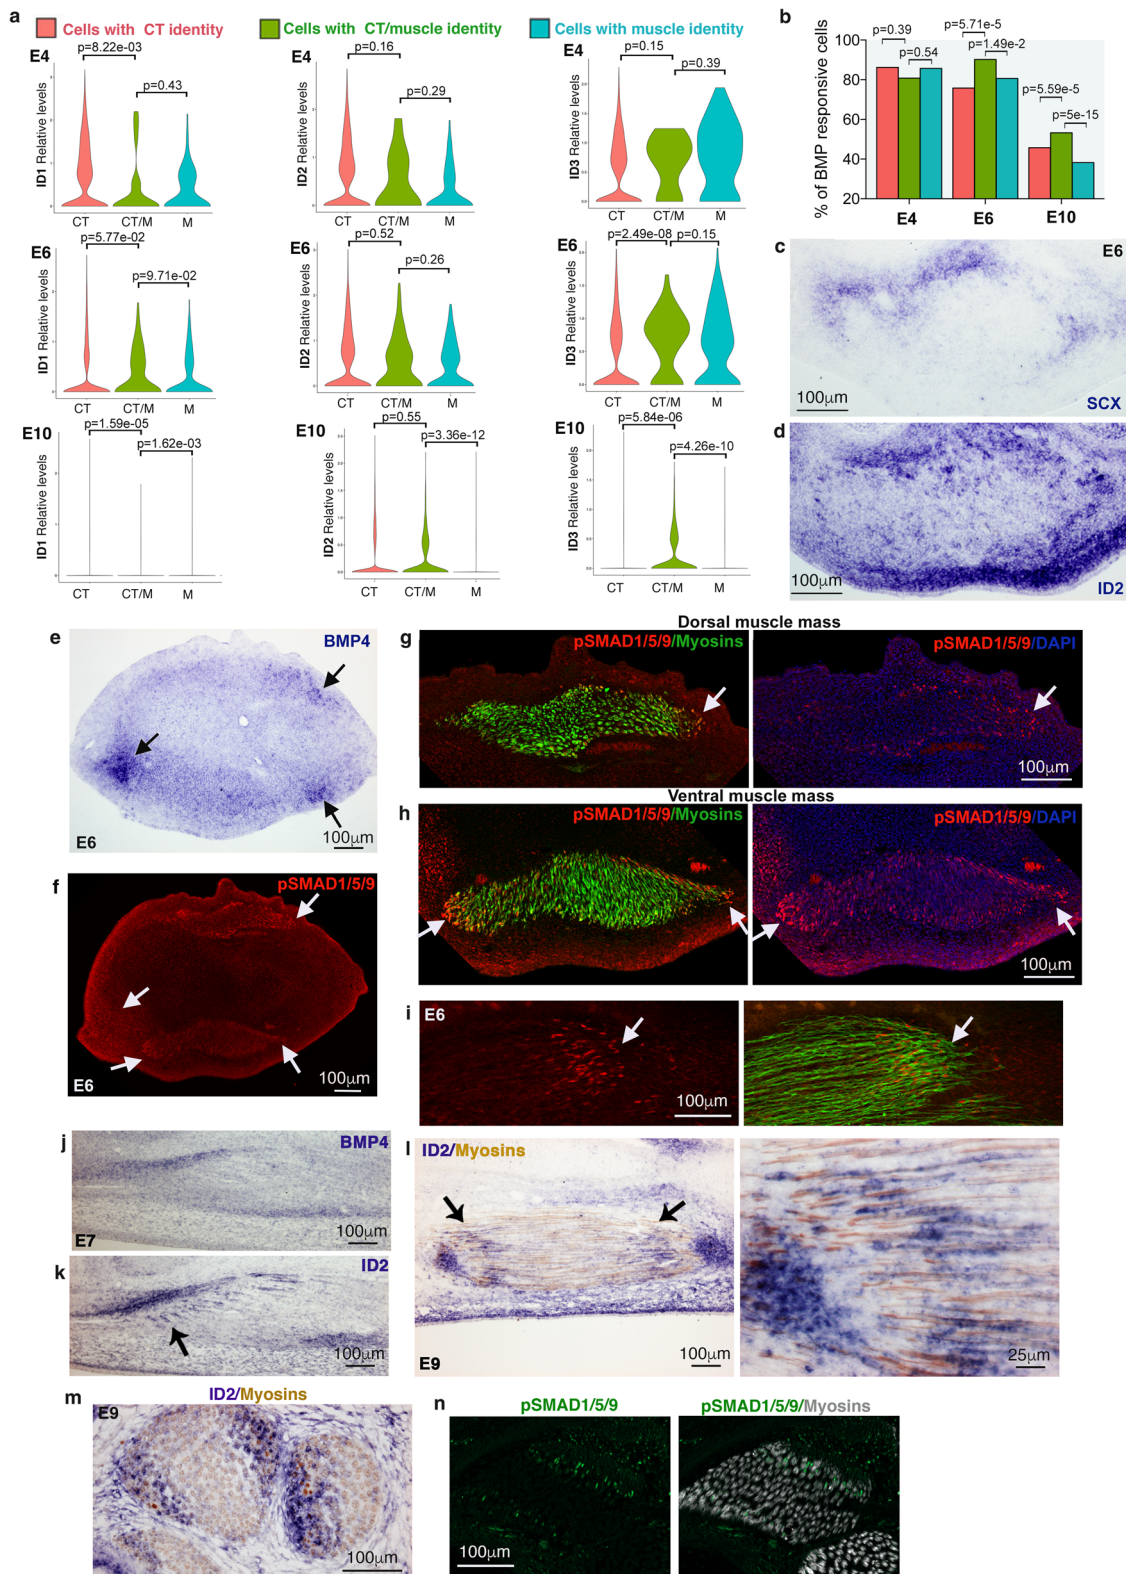 a
Cells with CT identity
Cells with CT/muscle identity
Cells with muscle identity
E4
p=8.22e-03
p=0.43
ID1 Relative levels
CT CT/M M
p=0.16
p=0.29
ID2 Relative levels
CT CT/M M
E4
p=0.15
p=0.39
ID3 Relative levels
CT CT/M M
E6
p=5.77e-02
p=9.71e-02
ID1 Relative levels
CT CT/M M
E6
p=0.52
p=0.26
ID2 Relative levels
CT CT/M M
E6
p=2.49e-08
p=0.15
ID3 Relative levels
CT CT/M M
E10
p=1.59e-05
p=1.62e-03
ID1 Relative levels
CT CT/M M
E10
p=0.55
p=3.36e-12
ID2 Relative levels
CT CT/M M
E10
p=5.84e-06
p=4.26e-10
ID3 Relative levels
CT CT/M M
b
% of BMP responsive cells
100
80
60
40
20
p=0.39
p=0.54
p=5.71e-5
p=1.49e-2
p=5.59e-5
p=5e-15
E4 E6 E10
c
E6
100µm
SCX
d
100µm
ID2
e
BMP4
E6
100µm
f
pSMAD1/5/9
E6
100µm
Dorsal muscle mass
g
pSMAD1/5/9/Myosins
pSMAD1/5/9/DAPI
100µm
Ventral muscle mass
h
pSMAD1/5/9/Myosins
pSMAD1/5/9/DAPI
100µm
i
E6
100µm
j
BMP4
E7
100µm
k
ID2
100µm
l
ID2/Myosins
E9
100µm
25µm
m
ID2/Myosins
E9
100µm
n
pSMAD1/5/9
pSMAD1/5/9/Myosins
100µm